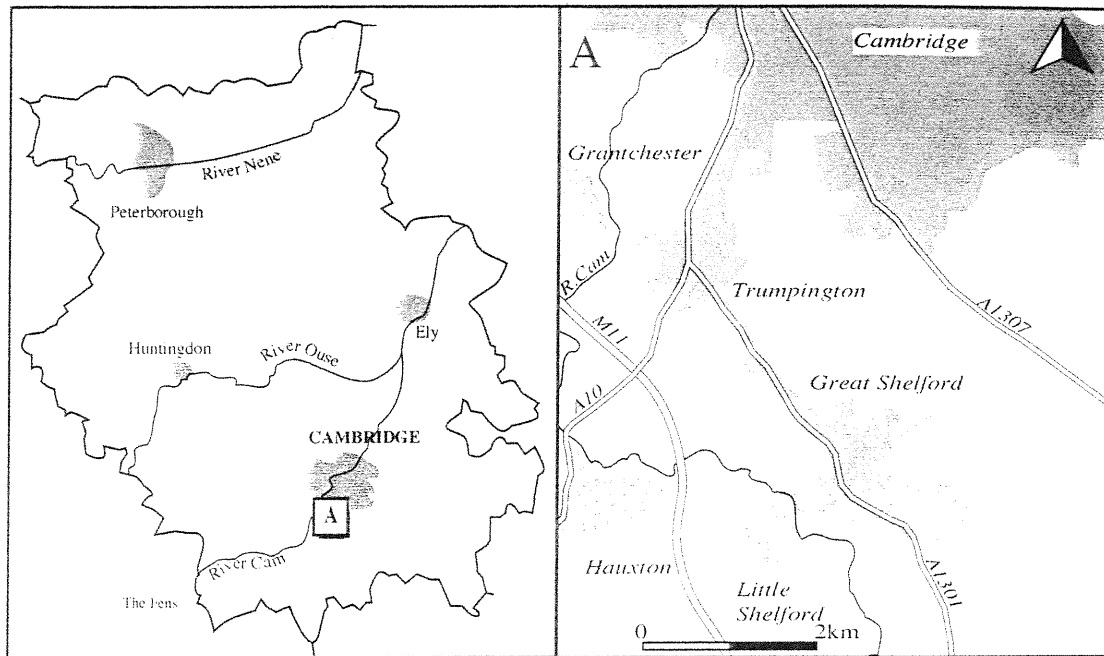 River Nene
Peterborough
Ely
Huntingdon
River Ouse
CAMBRIDGE
A
River Cam
The Fens
A
Cambridge
Grantchester
R.Cam
Trumpington
M11
A1307
A10
Great Shelford
Hauxton
Little
Shelford
A1301
0 2km